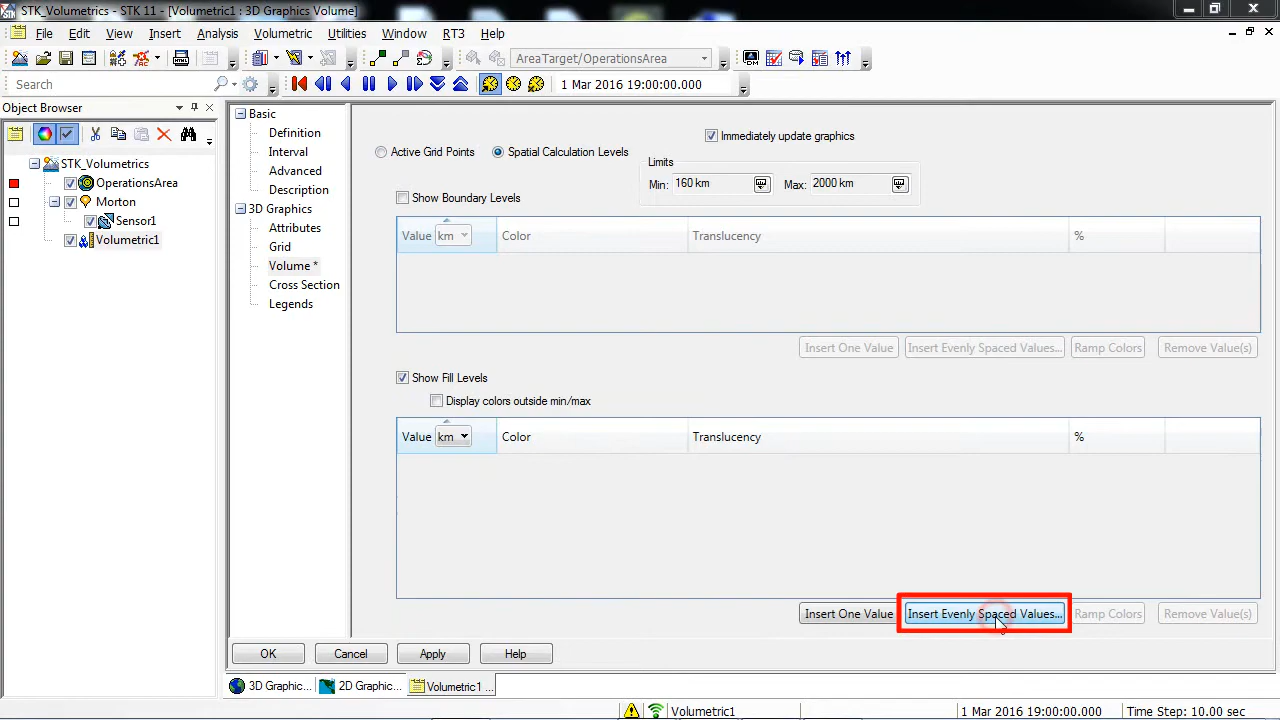 STK_Volumetrics - STK 11 - [Volumetric1 : 3D Graphics Volume]
File Edit View Insert Analysis Volumetric Utilities Window RT3 Help
AreaTarget/OperationsArea
Search
1 Mar 2016 19:00:00.000
Object Browser
STK_Volumetrics
OperationsArea
Morton
Sensor1
Volumetric1
Basic
Definition
Interval
Advanced
Description
3D Graphics
Attributes
Grid
Volume *
Cross Section
Legends
Immediately update graphics
Active Grid Points Spatial Calculation Levels
Limits
Min: 160 km Max: 2000 km
Show Boundary Levels
Value km Color Translucency %
Insert One Value Insert Evenly Spaced Values... Ramp Colors Remove Value(s)
Show Fill Levels
Display colors outside min/max
Value km Color Translucency %
Insert One Value Insert Evenly Spaced Values... Ramp Colors Remove Value(s)
OK Cancel Apply Help
3D Graphic... 2D Graphic... Volumetric1 ...
Volumetric1 1 Mar 2016 19:00:00.000 Time Step: 10.00 sec